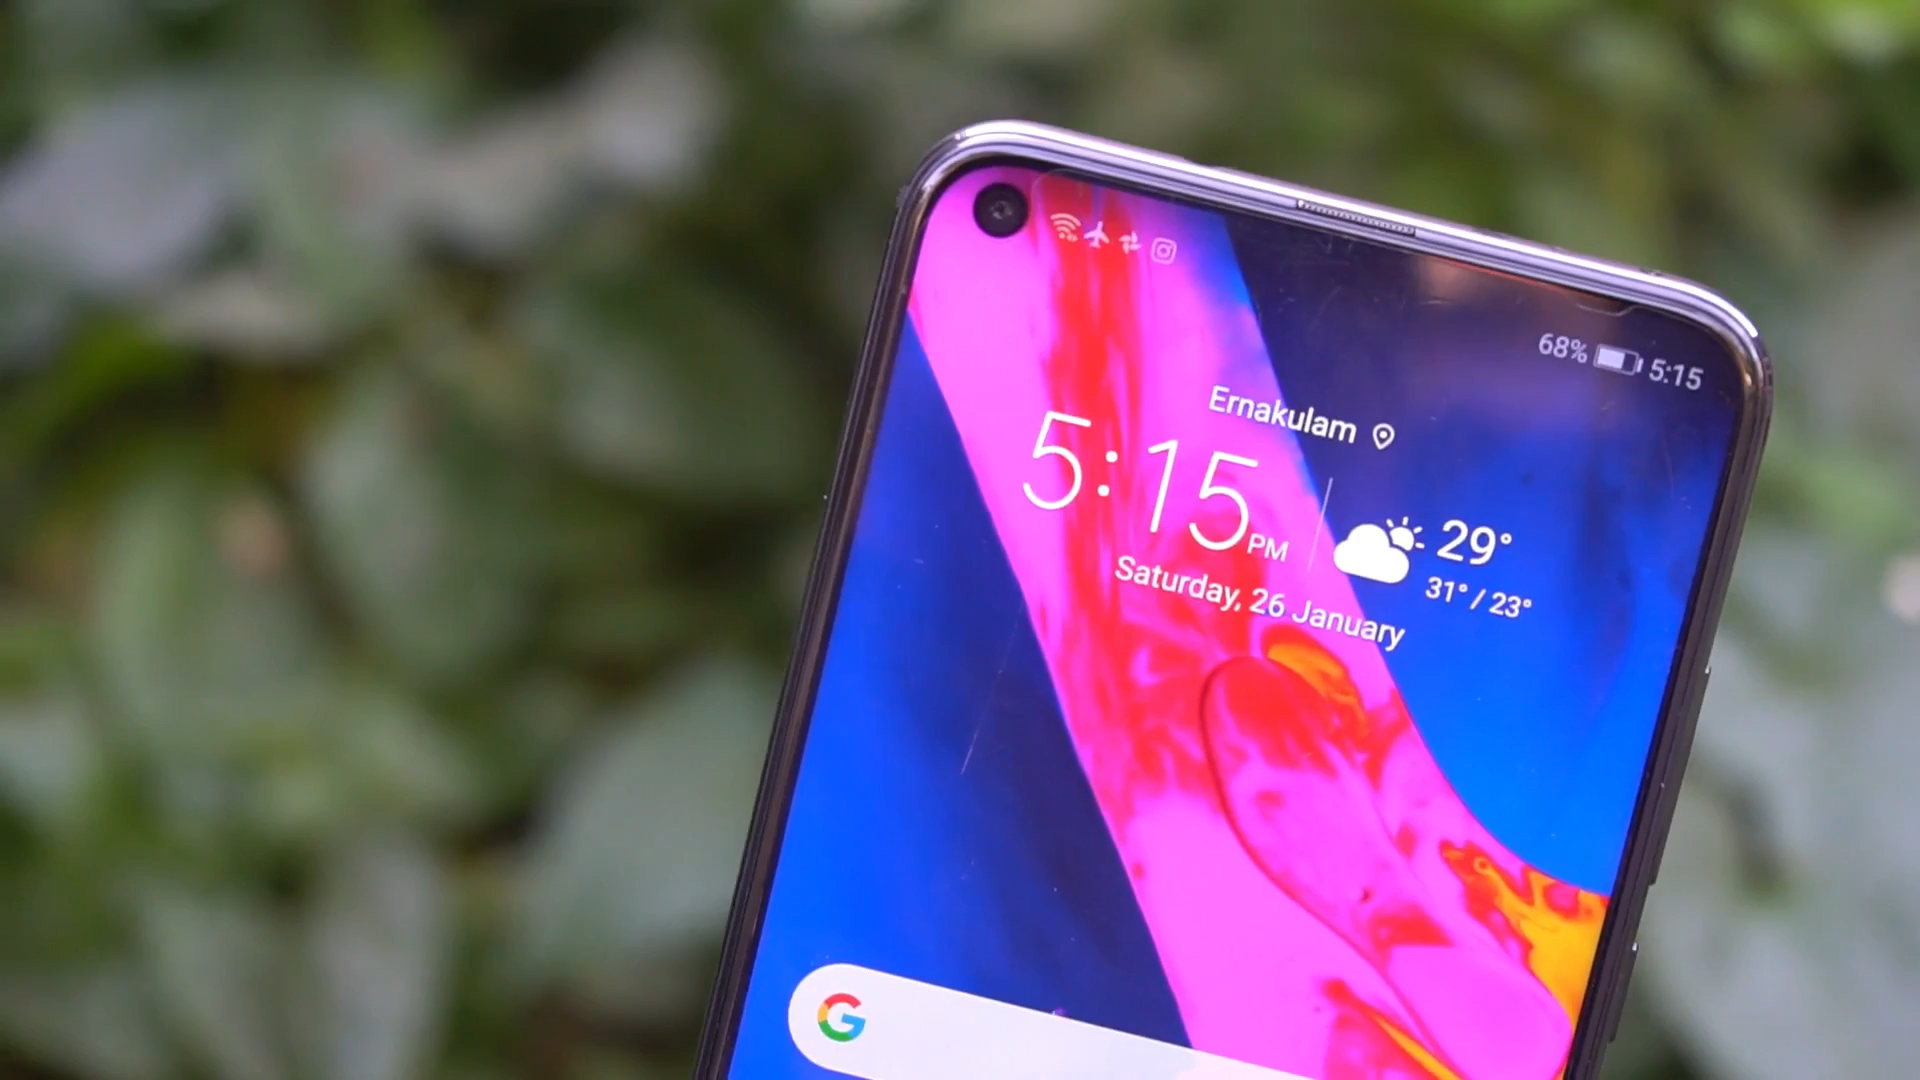 68% 5:15
Ernakulam
5:15 PM
29°
31° / 23°
Saturday, 26 January
G